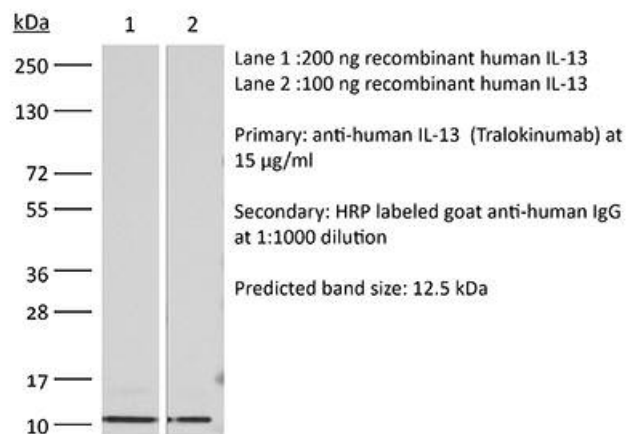 kDa
1 2
250
130
72
55
36
28
17
10
Lane 1 :200 ng recombinant human IL-13
Lane 2 :100 ng recombinant human IL-13
Primary: anti-human IL-13 (Tralokinumab) at
15 µg/ml
Secondary: HRP labeled goat anti-human IgG
at 1:1000 dilution
Predicted band size: 12.5 kDa